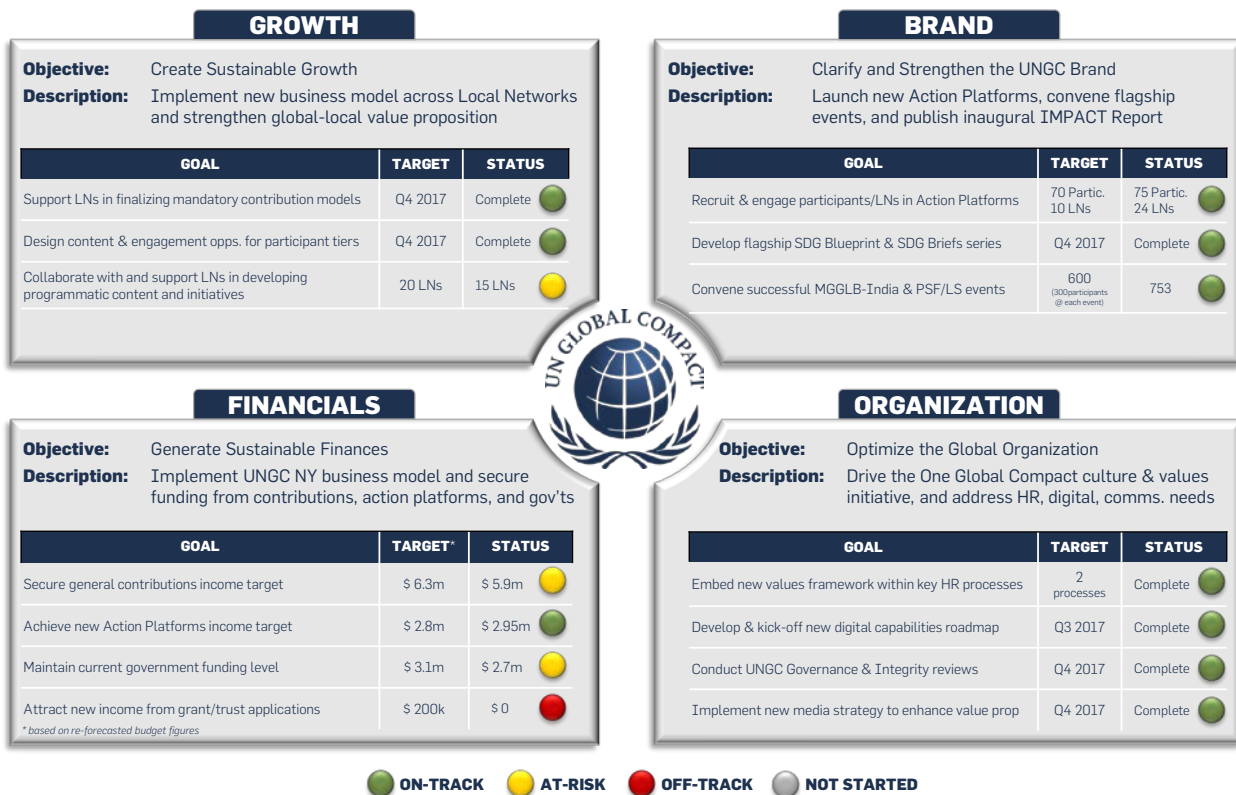 GROWTH
Objective: Create Sustainable Growth
Description: Implement new business model across Local Networks
and strengthen global-local value proposition
GOAL TARGET STATUS
Support LNs in finalizing mandatory contribution models Q4 2017 Complete
Design content & engagement opps. for participant tiers Q4 2017 Complete
Collaborate with and support LNs in developing
programmatic content and initiatives 20 LNs 15 LNs
BRAND
Objective: Clarify and Strengthen the UNGC Brand
Description: Launch new Action Platforms, convene flagship
events, and publish inaugural IMPACT Report
GOAL TARGET STATUS
Recruit & engage participants/LNs in Action Platforms 70 Partic. 75 Partic.
10 LNs 24 LNs
Develop flagship SDG Blueprint & SDG Briefs series Q4 2017 Complete
Convene successful MGGLB-India & PSF/LS events 600 753
(300participants
@ each event)
UN GLOBAL COMPACT
FINANCIALS
Objective: Generate Sustainable Finances
Description: Implement UNGC NY business model and secure
funding from contributions, action platforms, and gov'ts
GOAL TARGET* STATUS
Secure general contributions income target $ 6.3m $ 5.9m
Achieve new Action Platforms income target $ 2.8m $ 2.95m
Maintain current government funding level $ 3.1m $ 2.7m
Attract new income from grant/trust applications $ 200k $ 0
* based on re-forecasted budget figures
ORGANIZATION
Objective: Optimize the Global Organization
Description: Drive the One Global Compact culture & values
initiative, and address HR, digital, comms. needs
GOAL TARGET STATUS
Embed new values framework within key HR processes 2 Complete
processes
Develop & kick-off new digital capabilities roadmap Q3 2017 Complete
Conduct UNGC Governance & Integrity reviews Q4 2017 Complete
Implement new media strategy to enhance value prop Q4 2017 Complete
ON-TRACK AT-RISK OFF-TRACK NOT STARTED